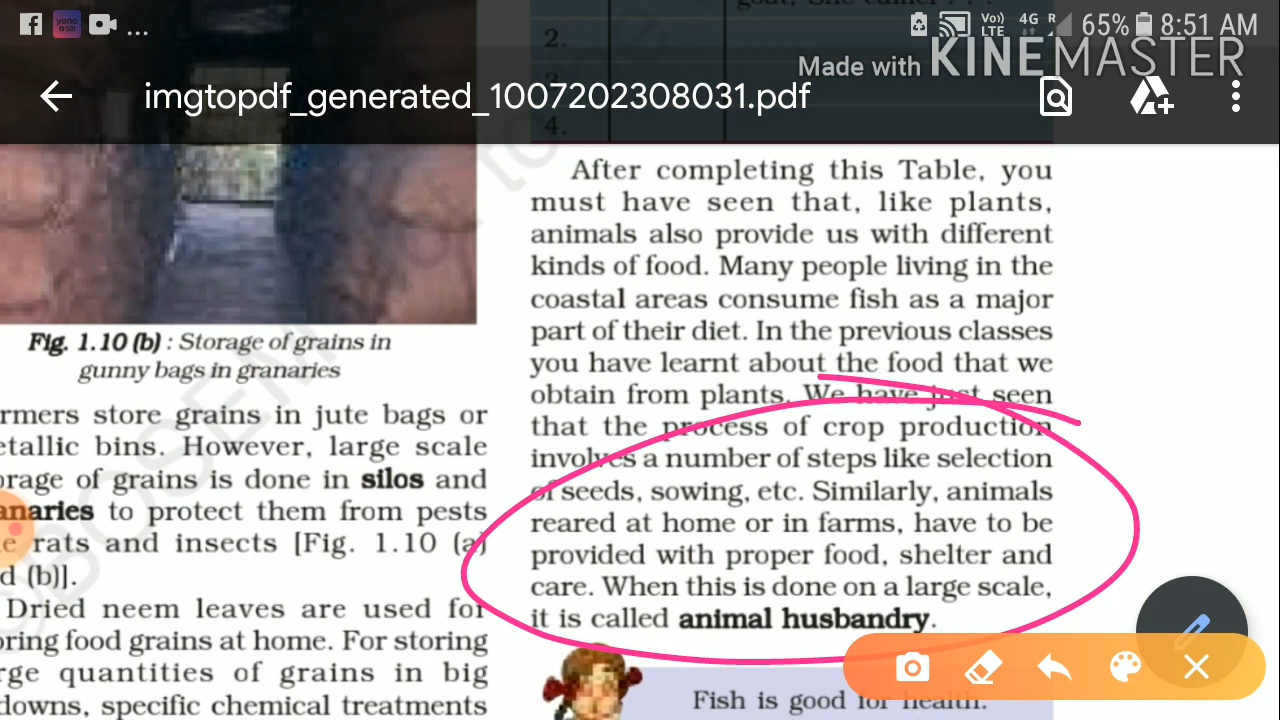 yono
SBI
...
Vo))
LTE
4G
R
65%
8:51 AM
Made with KINEMASTER
imgtopdf_generated_1007202308031.pdf
2.
4.
Fig. 1.10 (b) : Storage of grains in
gunny bags in granaries
rmers store grains in jute bags or
etallic bins. However, large scale
orage of grains is done in silos and
anaries to protect them from pests
e rats and insects [Fig. 1.10 (a)
d (b)].
Dried neem leaves are used for
oring food grains at home. For storing
rge quantities of grains in big
downs, specific chemical treatments
After completing this Table, you
must have seen that, like plants,
animals also provide us with different
kinds of food. Many people living in the
coastal areas consume fish as a major
part of their diet. In the previous classes
you have learnt about the food that we
obtain from plants. We have just seen
that the process of crop production
involves a number of steps like selection
of seeds, sowing, etc. Similarly, animals
reared at home or in farms, have to be
provided with proper food, shelter and
care. When this is done on a large scale,
it is called animal husbandry.
Fish is good for health.